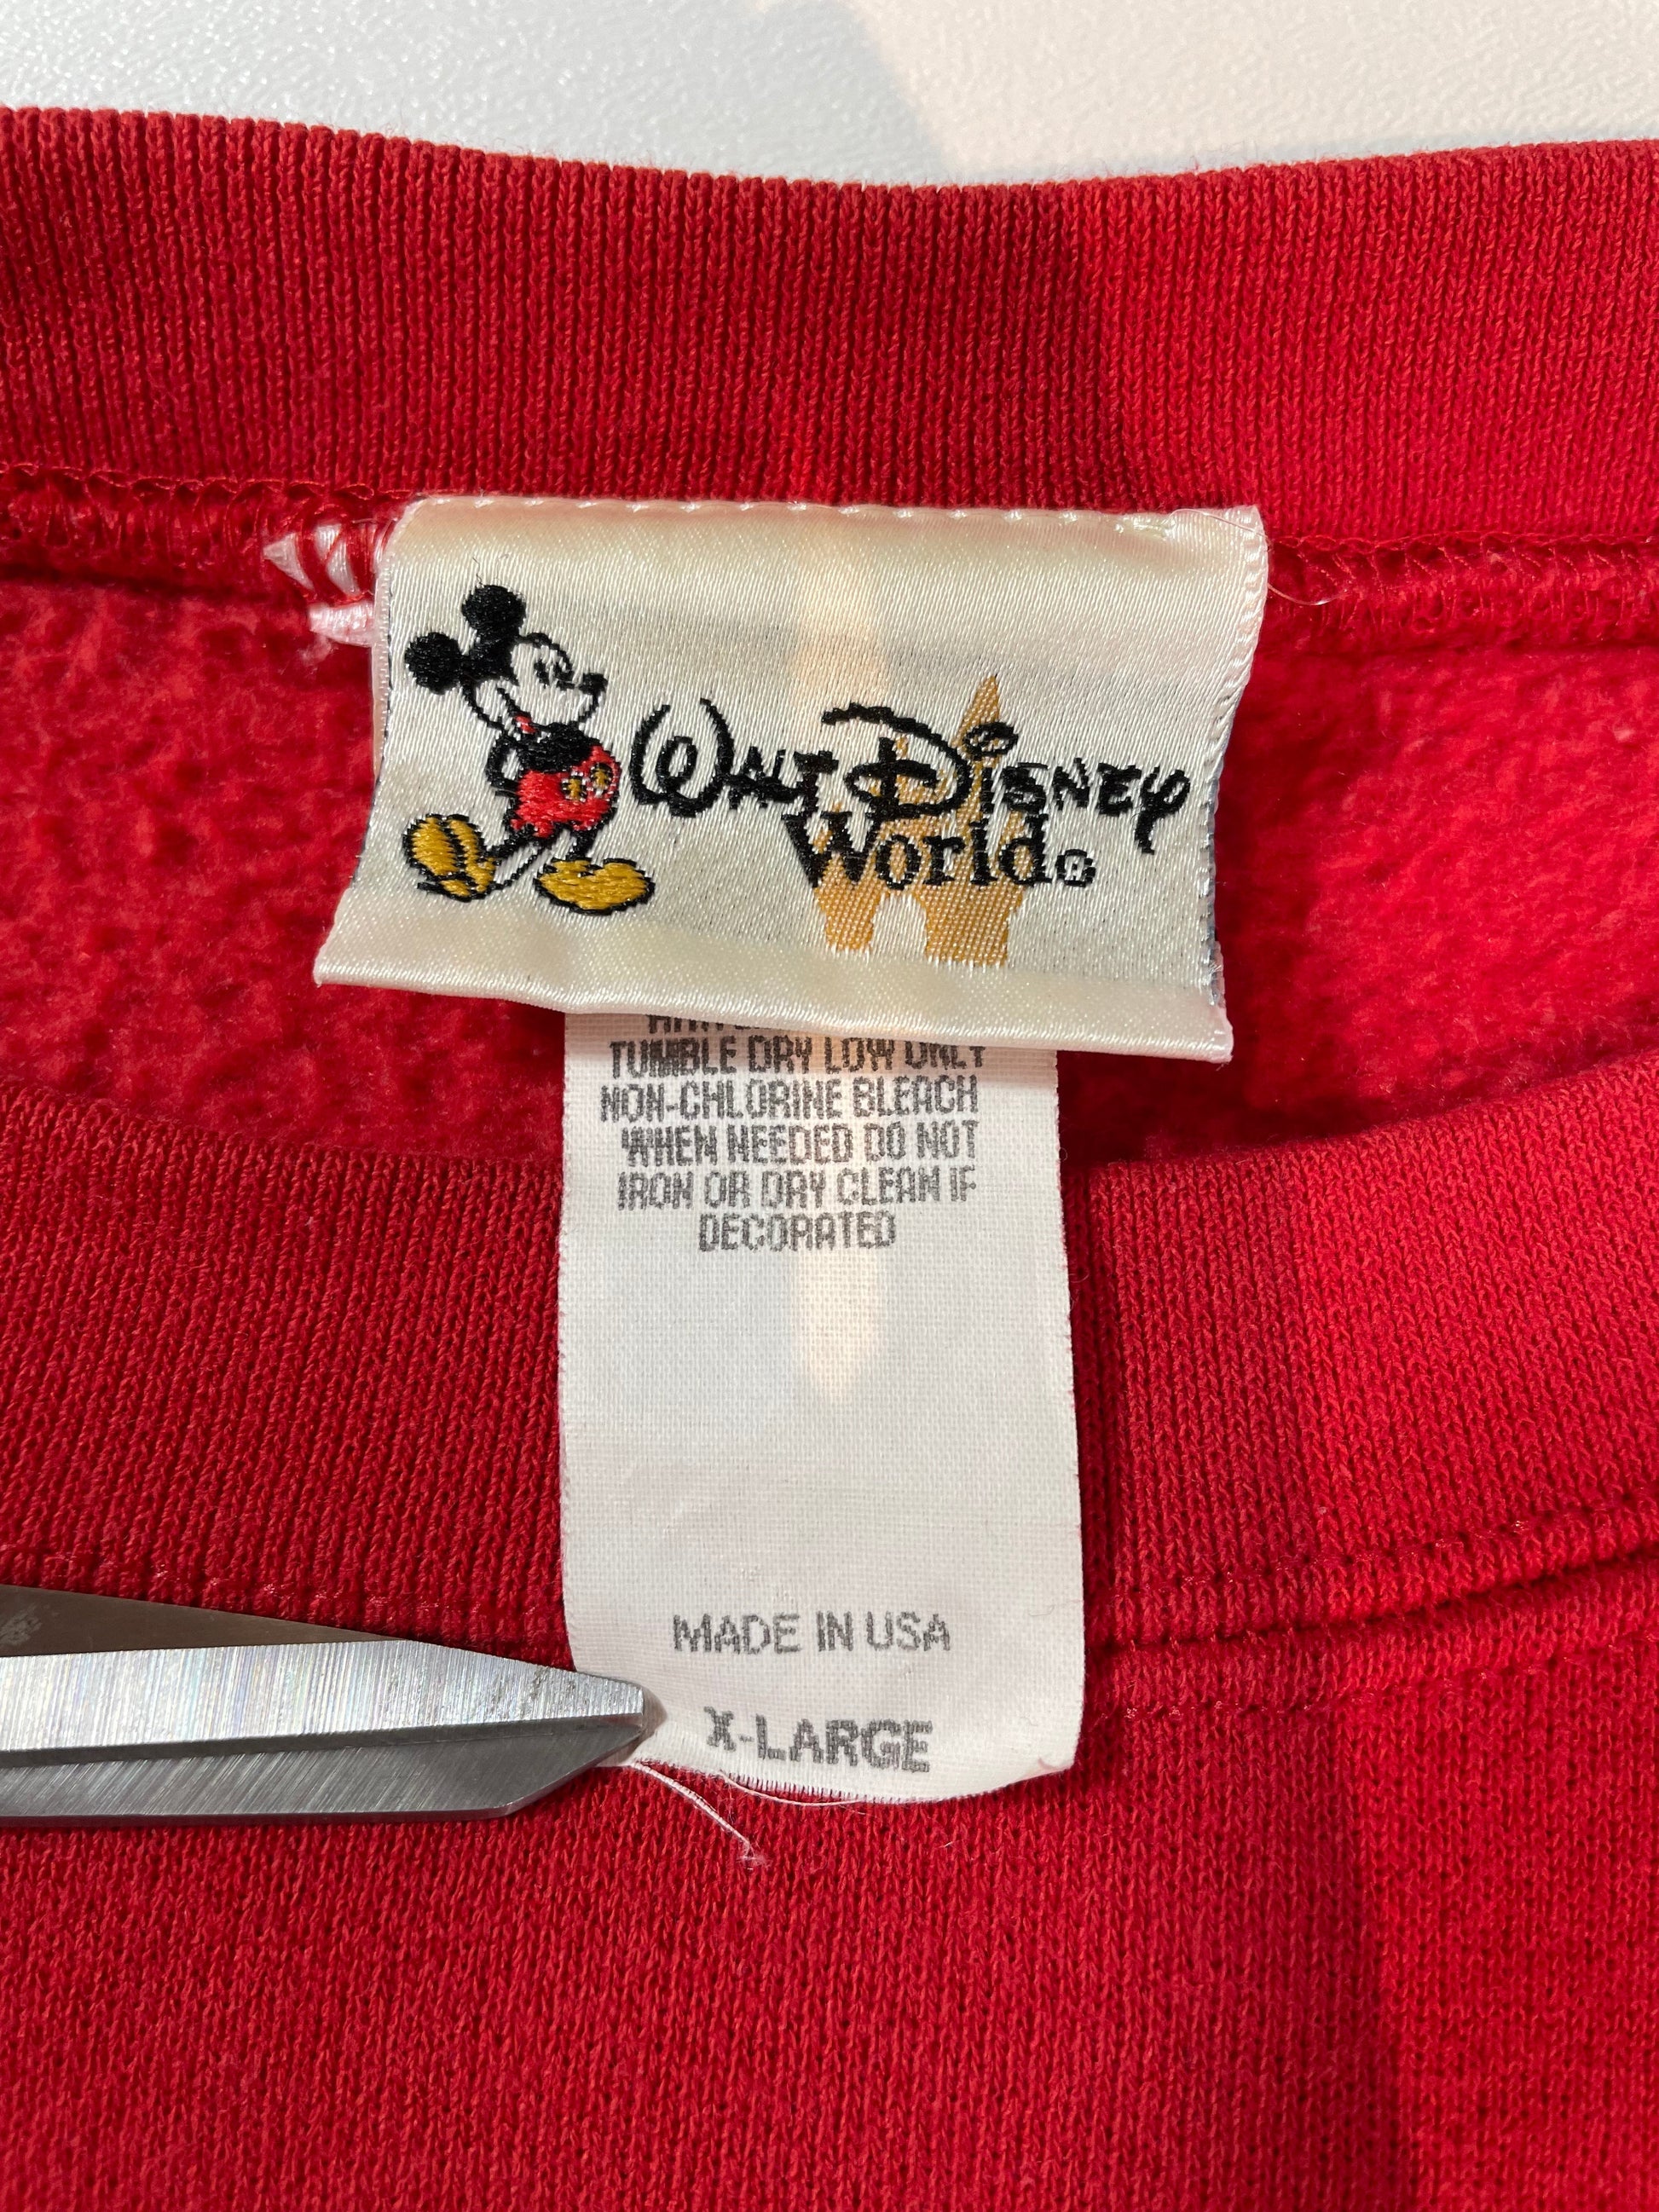 WALT DISNEY
World®
TUMBLE DRY LOW ONLY
NON-CHLORINE BLEACH
WHEN NEEDED DO NOT
IRON OR DRY CLEAN IF
DECORATED
MADE IN USA
X-LARGE